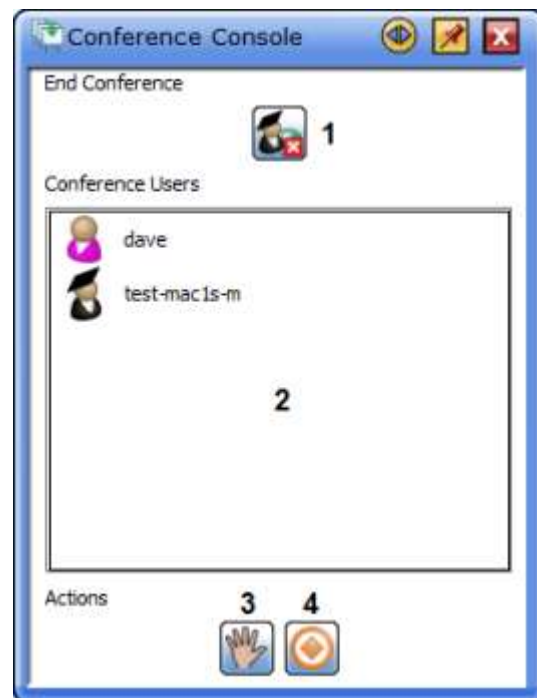 Conference Console
End Conference
1
Conference Users
dave
test-mac1s-m
2
Actions
3 4